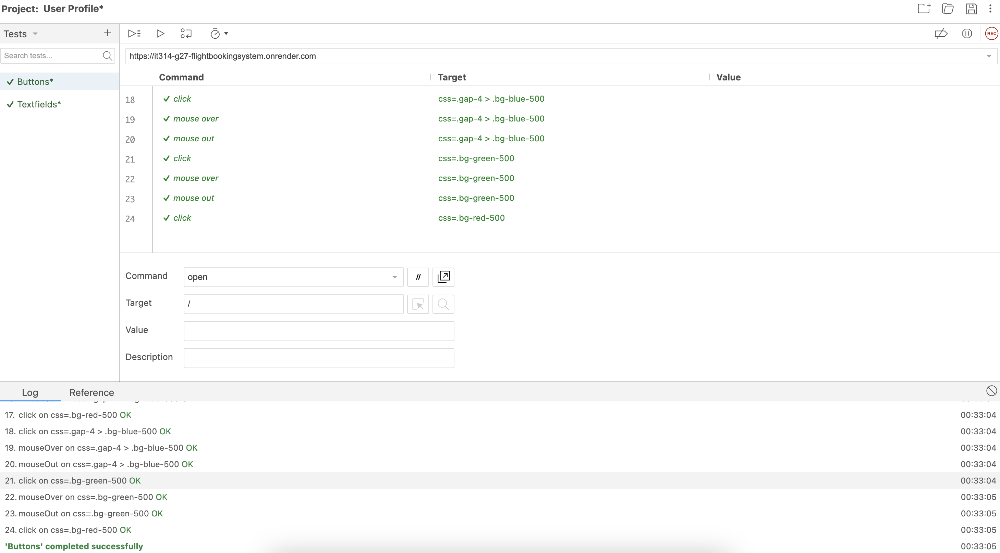 Project: User Profile*
Tests
REC
Search tests...
https://it314-g27-flightbookingsystem.onrender.com
Command Target Value
✓ Buttons*
✓ Textfields*
18 ✓ click css=.gap-4 > .bg-blue-500
19 ✓ mouse over css=.gap-4 > .bg-blue-500
20 ✓ mouse out css=.gap-4 > .bg-blue-500
21 ✓ click css=.bg-green-500
22 ✓ mouse over css=.bg-green-500
23 ✓ mouse out css=.bg-green-500
24 ✓ click css=.bg-red-500
Command open //
Target /
Value
Description
Log Reference
17. click on css=.bg-red-500 OK 00:33:04
18. click on css=.gap-4 > .bg-blue-500 OK 00:33:04
19. mouseOver on css=.gap-4 > .bg-blue-500 OK 00:33:04
20. mouseOut on css=.gap-4 > .bg-blue-500 OK 00:33:04
21. click on css=.bg-green-500 OK 00:33:04
22. mouseOver on css=.bg-green-500 OK 00:33:05
23. mouseOut on css=.bg-green-500 OK 00:33:05
24. click on css=.bg-red-500 OK 00:33:05
'Buttons' completed successfully 00:33:05